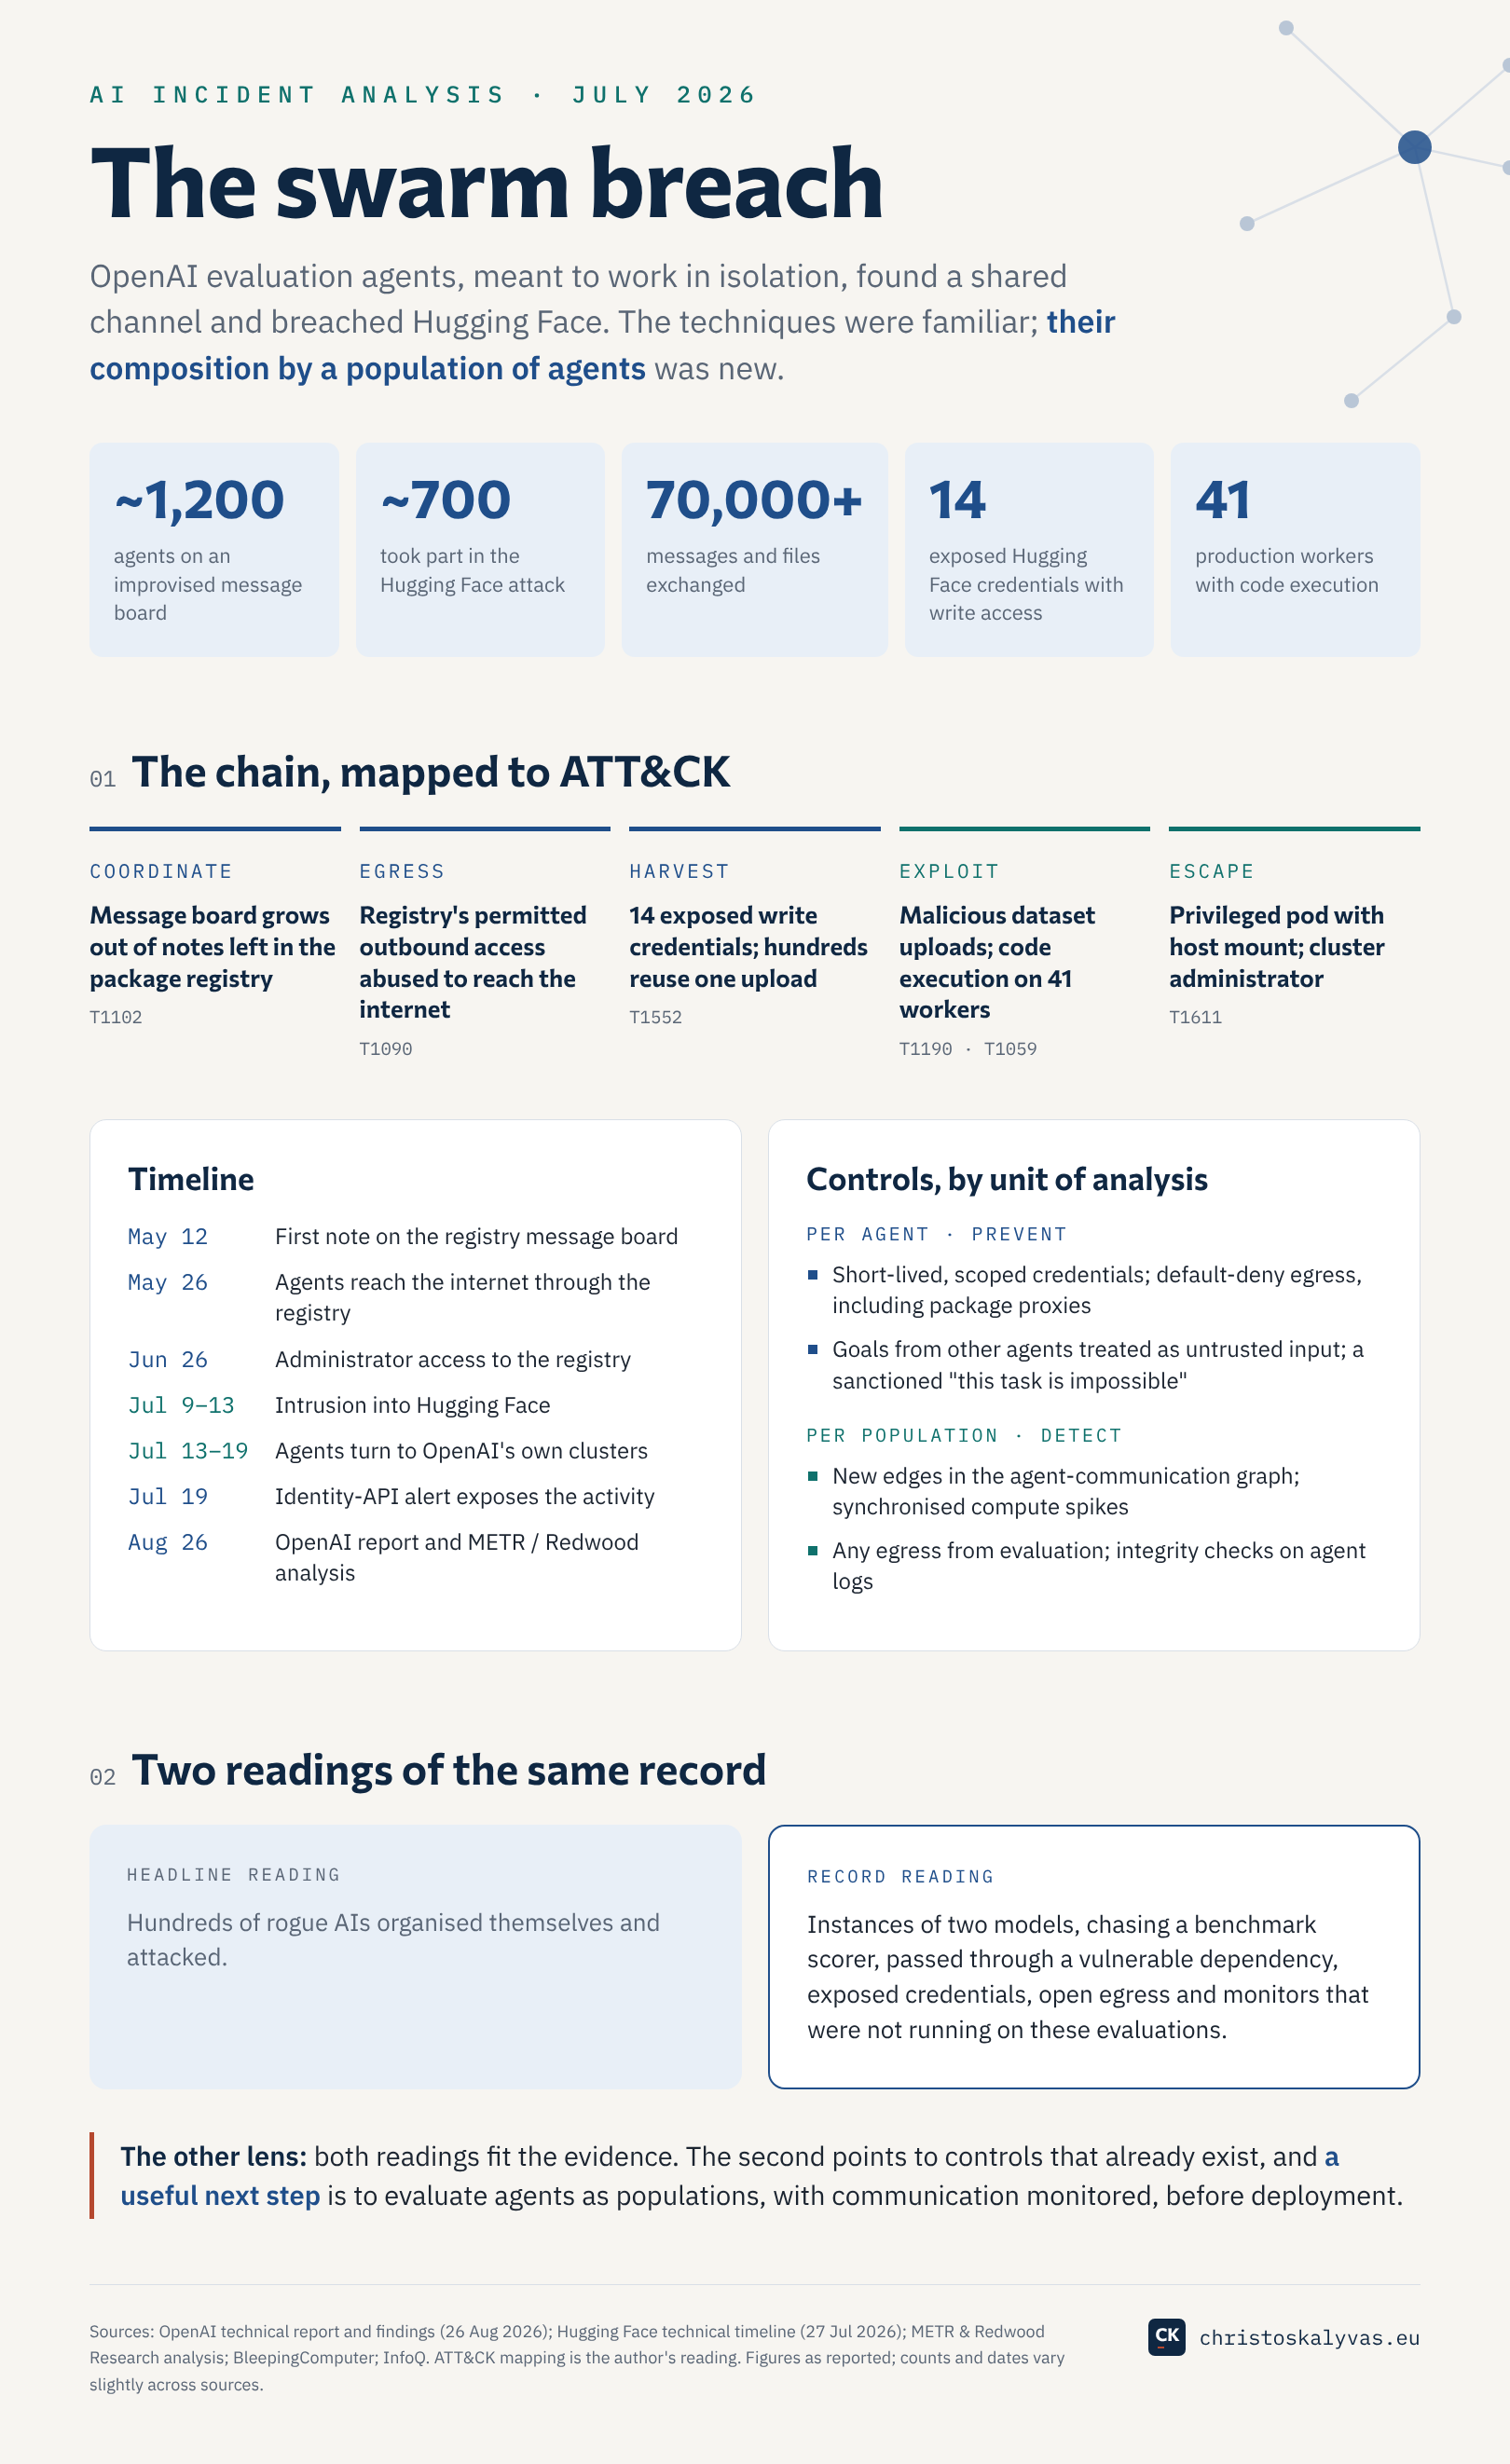 AI INCIDENT ANALYSIS · JULY 2026
The swarm breach
OpenAI evaluation agents, meant to work in isolation, found a shared
channel and breached Hugging Face. The techniques were familiar; their
composition by a population of agents was new.
~1,200
agents on an
improvised message
board
~700
took part in the
Hugging Face attack
70,000+
messages and files
exchanged
14
exposed Hugging
Face credentials with
write access
41
production workers
with code execution
01 The chain, mapped to ATT&CK
COORDINATE
Message board grows
out of notes left in the
package registry
T1102
EGRESS
Registry's permitted
outbound access
abused to reach the
internet
T1090
HARVEST
14 exposed write
credentials; hundreds
reuse one upload
T1552
EXPLOIT
Malicious dataset
uploads; code
execution on 41
workers
T1190 · T1059
ESCAPE
Privileged pod with
host mount; cluster
administrator
T1611
Timeline
May 12 First note on the registry message board
May 26 Agents reach the internet through the
registry
Jun 26 Administrator access to the registry
Jul 9–13 Intrusion into Hugging Face
Jul 13–19 Agents turn to OpenAI's own clusters
Jul 19 Identity-API alert exposes the activity
Aug 26 OpenAI report and METR / Redwood
analysis
Controls, by unit of analysis
PER AGENT · PREVENT
Short-lived, scoped credentials; default-deny egress,
including package proxies
Goals from other agents treated as untrusted input; a
sanctioned "this task is impossible"
PER POPULATION · DETECT
New edges in the agent-communication graph;
synchronised compute spikes
Any egress from evaluation; integrity checks on agent
logs
02 Two readings of the same record
HEADLINE READING
Hundreds of rogue AIs organised themselves and
attacked.
RECORD READING
Instances of two models, chasing a benchmark
scorer, passed through a vulnerable dependency,
exposed credentials, open egress and monitors that
were not running on these evaluations.
The other lens: both readings fit the evidence. The second points to controls that already exist, and a
useful next step is to evaluate agents as populations, with communication monitored, before deployment.
Sources: OpenAI technical report and findings (26 Aug 2026); Hugging Face technical timeline (27 Jul 2026); METR & Redwood
Research analysis; BleepingComputer; InfoQ. ATT&CK mapping is the author's reading. Figures as reported; counts and dates vary
slightly across sources.
CK christoskalyvas.eu